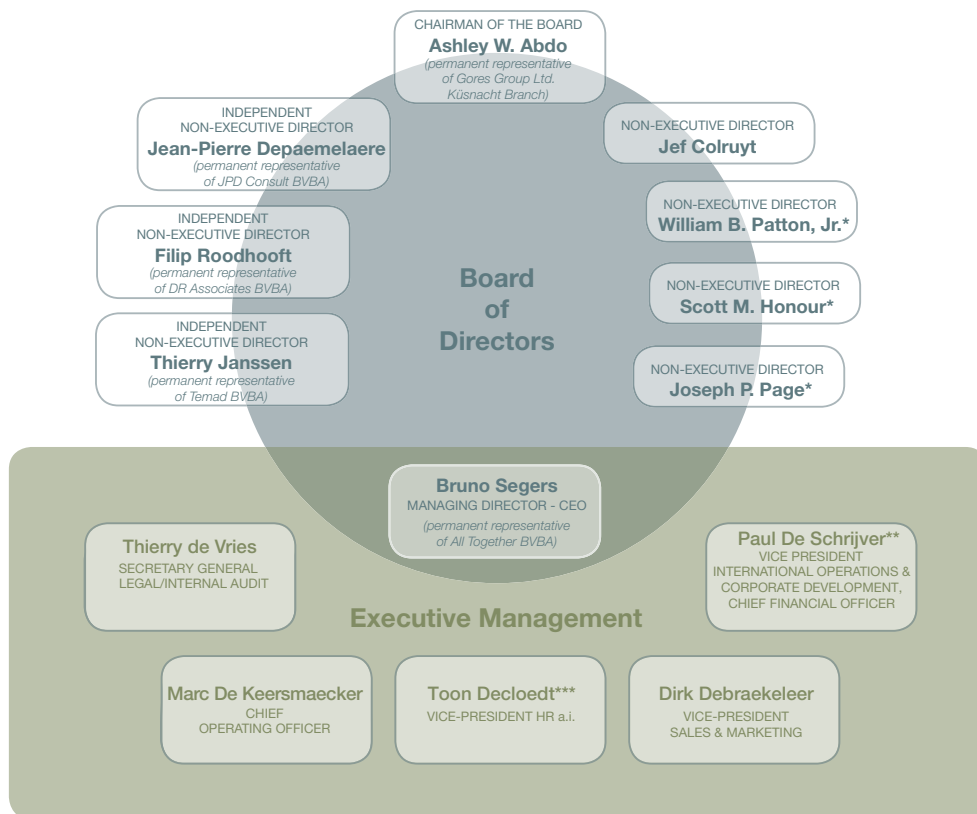 CHAIRMAN OF THE BOARD
Ashley W. Abdo
(permanent representative
of Gores Group Ltd.
Küsnacht Branch)
INDEPENDENT
NON-EXECUTIVE DIRECTOR
Jean-Pierre Depaemelaere
(permanent representative
of JPD Consult BVBA)
NON-EXECUTIVE DIRECTOR
Jef Colruyt
INDEPENDENT
NON-EXECUTIVE DIRECTOR
Filip Roodhooft
(permanent representative
of DR Associates BVBA)
NON-EXECUTIVE DIRECTOR
William B. Patton, Jr.*
Board
of
Directors
NON-EXECUTIVE DIRECTOR
Scott M. Honour*
INDEPENDENT
NON-EXECUTIVE DIRECTOR
Thierry Janssen
(permanent representative
of Temad BVBA)
NON-EXECUTIVE DIRECTOR
Joseph P. Page*
Bruno Segers
MANAGING DIRECTOR - CEO
(permanent representative
of All Together BVBA)
Thierry de Vries
SECRETARY GENERAL
LEGAL/INTERNAL AUDIT
Paul De Schrijver**
VICE PRESIDENT
INTERNATIONAL OPERATIONS &
CORPORATE DEVELOPMENT,
CHIEF FINANCIAL OFFICER
Executive Management
Marc De Keersmaecker
CHIEF
OPERATING OFFICER
Toon Decloedt***
VICE-PRESIDENT HR a.i.
Dirk Debraekeleer
VICE-PRESIDENT
SALES & MARKETING